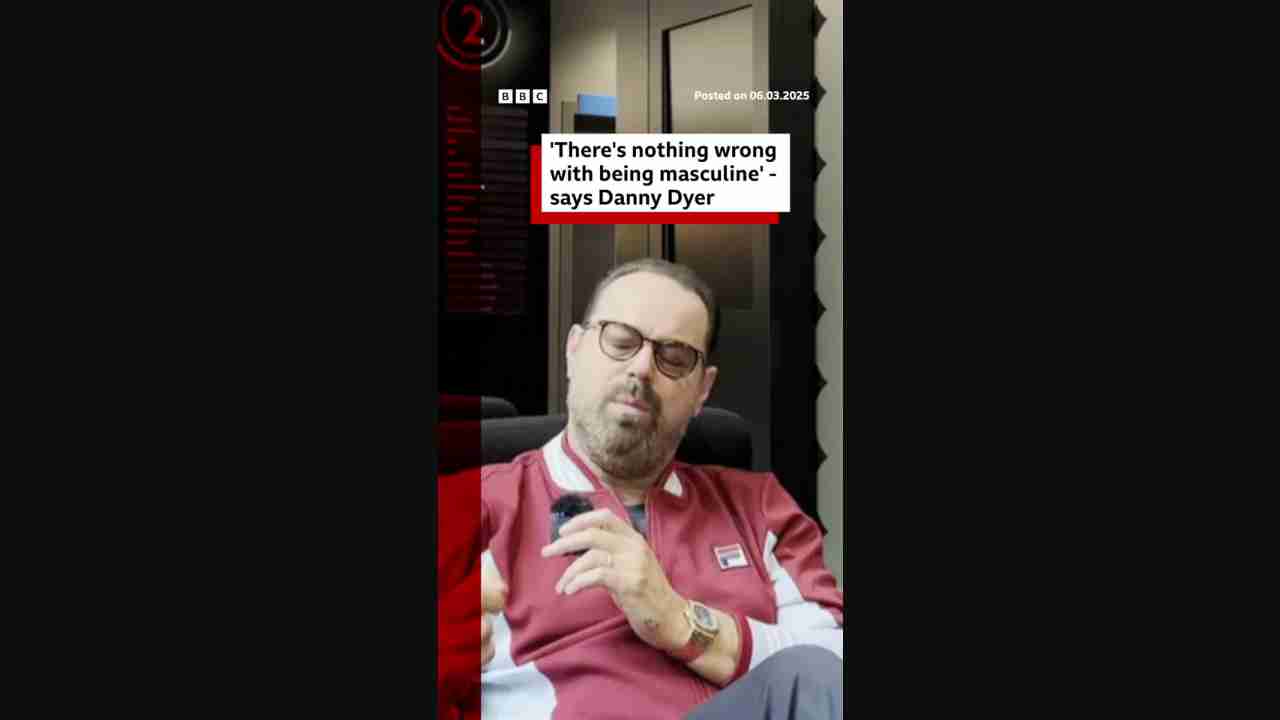 2
BBC
Posted on 06.03.2025
'There's nothing wrong
with being masculine' -
says Danny Dyer